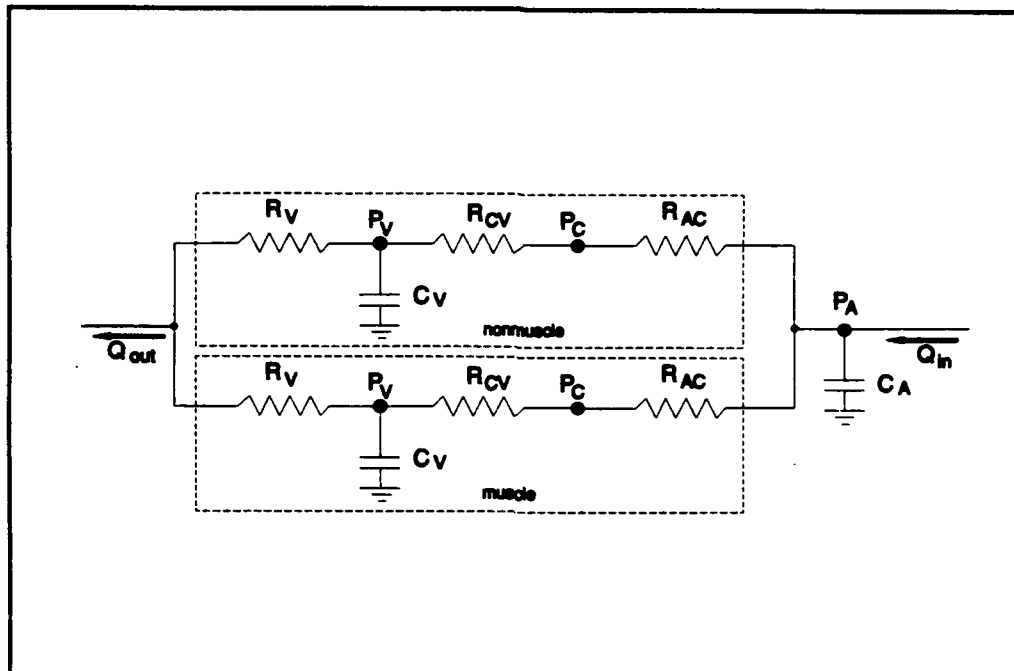 R_V P_V R_CV P_C R_AC
C_V
nonmuscle
P_A
Q_out
Q_in
R_V P_V R_CV P_C R_AC
C_A
C_V
muscle